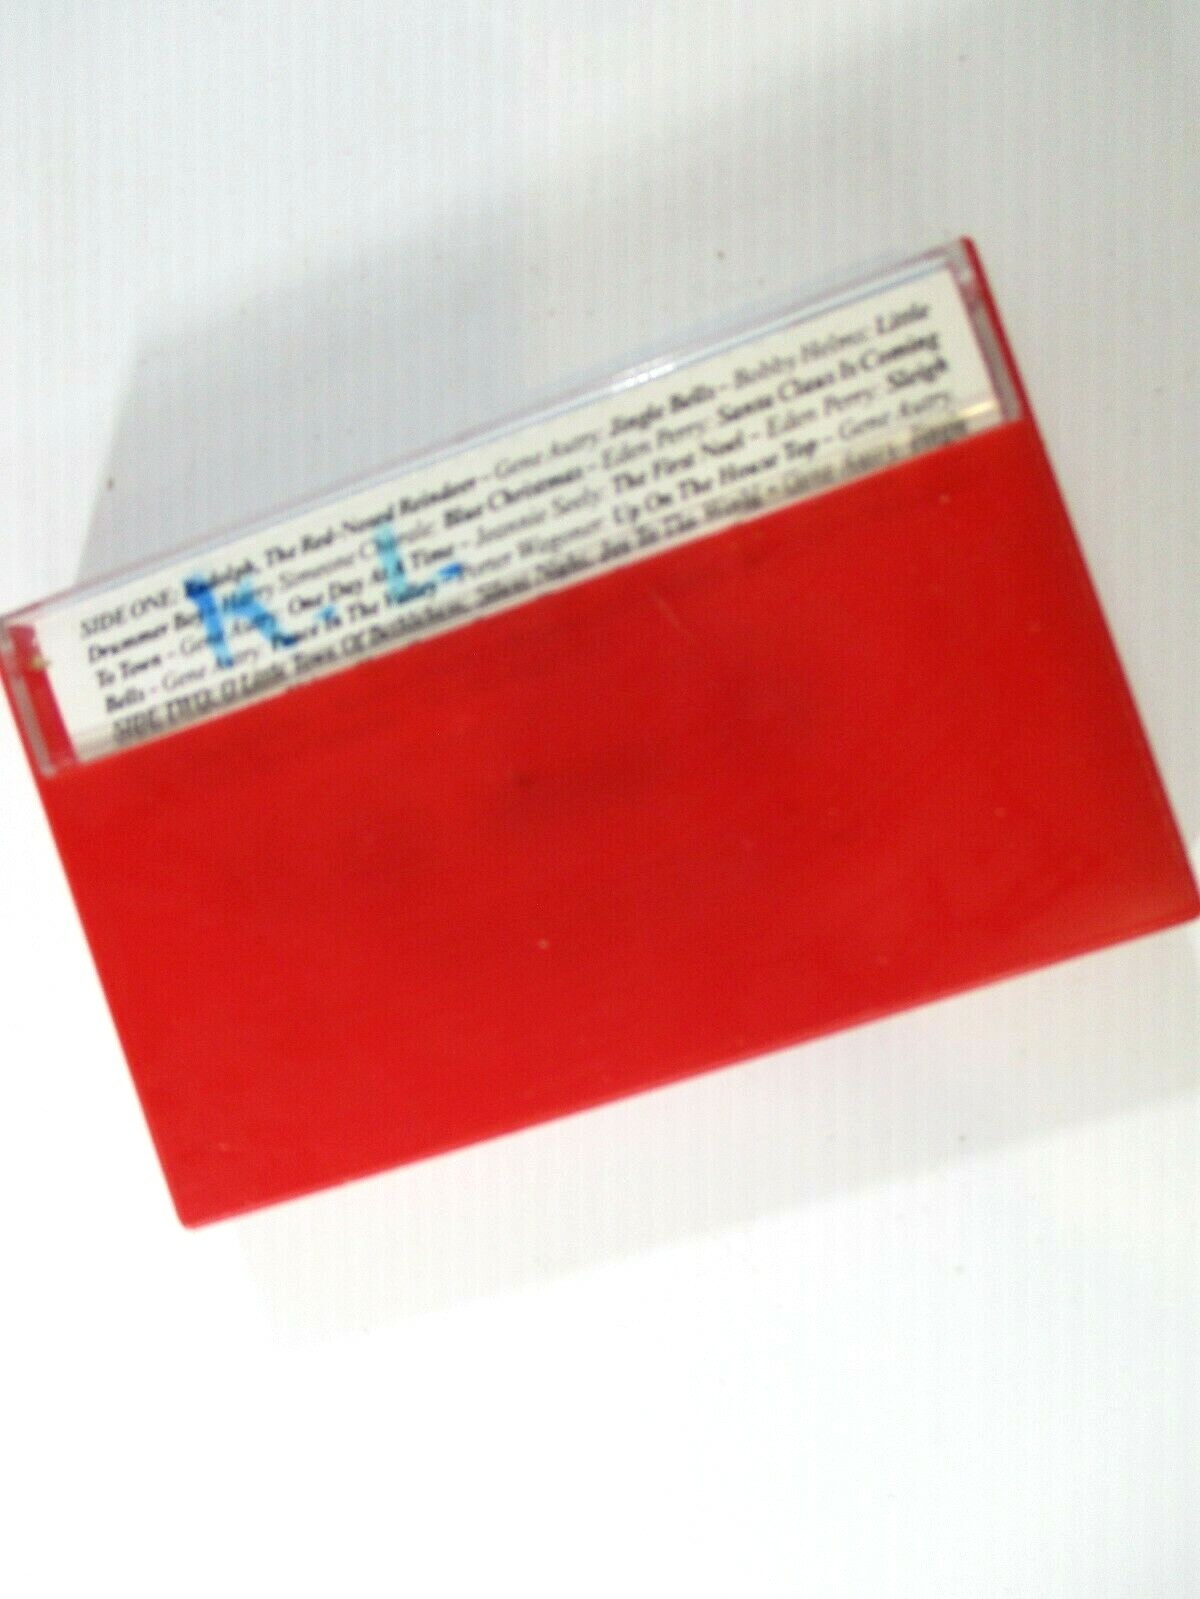 SIDE ONE: Rudolph, The Red-Nosed Reindeer - Gene Autry: Jingle Bells - Bobby Helms: Little
Drummer Boy - Harry Simeone Chorale: Blue Christmas - Eden Perry: Santa Claus Is Coming
To Town - Gene Autry: One Day At A Time - Jeannie Seely: The First Noel - Eden Perry: Sleigh
Bells - Gene Autry: Peace In The Valley - Porter Wagoner: Up On The House Top - Gene Autry
SIDE TWO: O Little Town Of Bethlehem: Silent Night: Joy To The World - Gene Autry:
K. L.